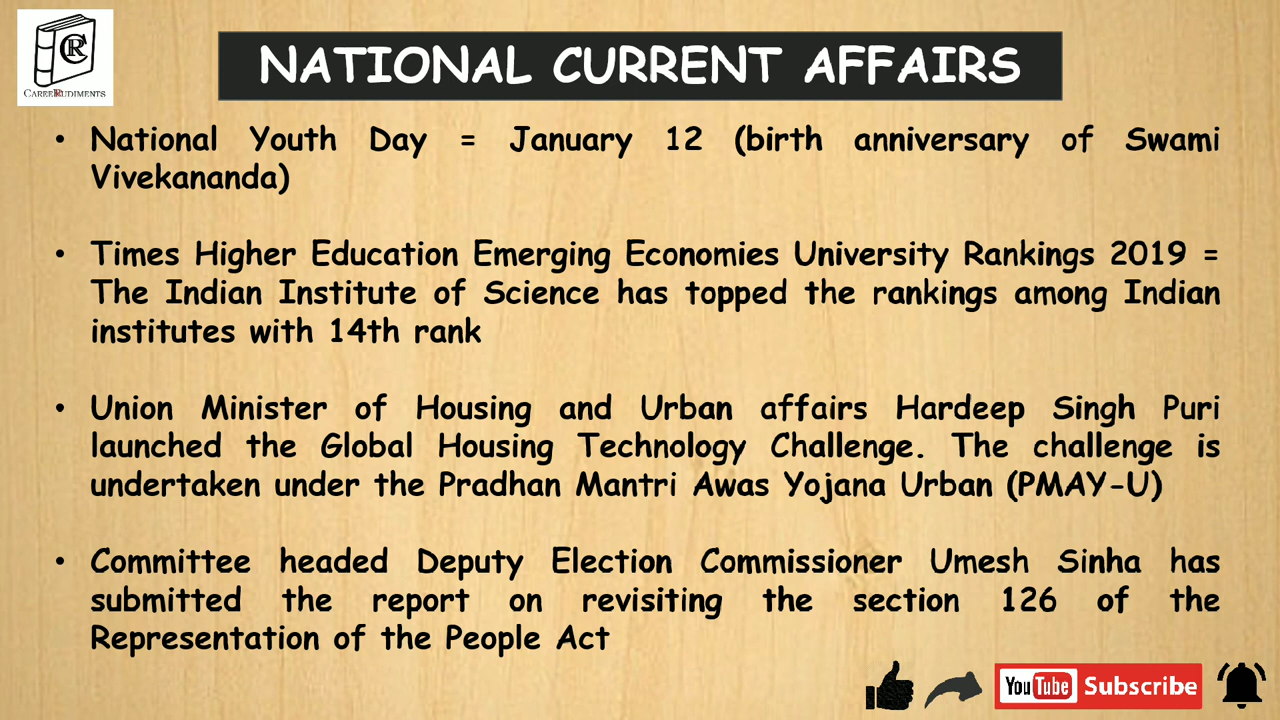 CR
CAREERUDIMENTS
NATIONAL CURRENT AFFAIRS
• National Youth Day = January 12 (birth anniversary of Swami
Vivekananda)
• Times Higher Education Emerging Economies University Rankings 2019 =
The Indian Institute of Science has topped the rankings among Indian
institutes with 14th rank
• Union Minister of Housing and Urban affairs Hardeep Singh Puri
launched the Global Housing Technology Challenge. The challenge is
undertaken under the Pradhan Mantri Awas Yojana Urban (PMAY-U)
• Committee headed Deputy Election Commissioner Umesh Sinha has
submitted the report on revisiting the section 126 of the
Representation of the People Act
YouTube Subscribe